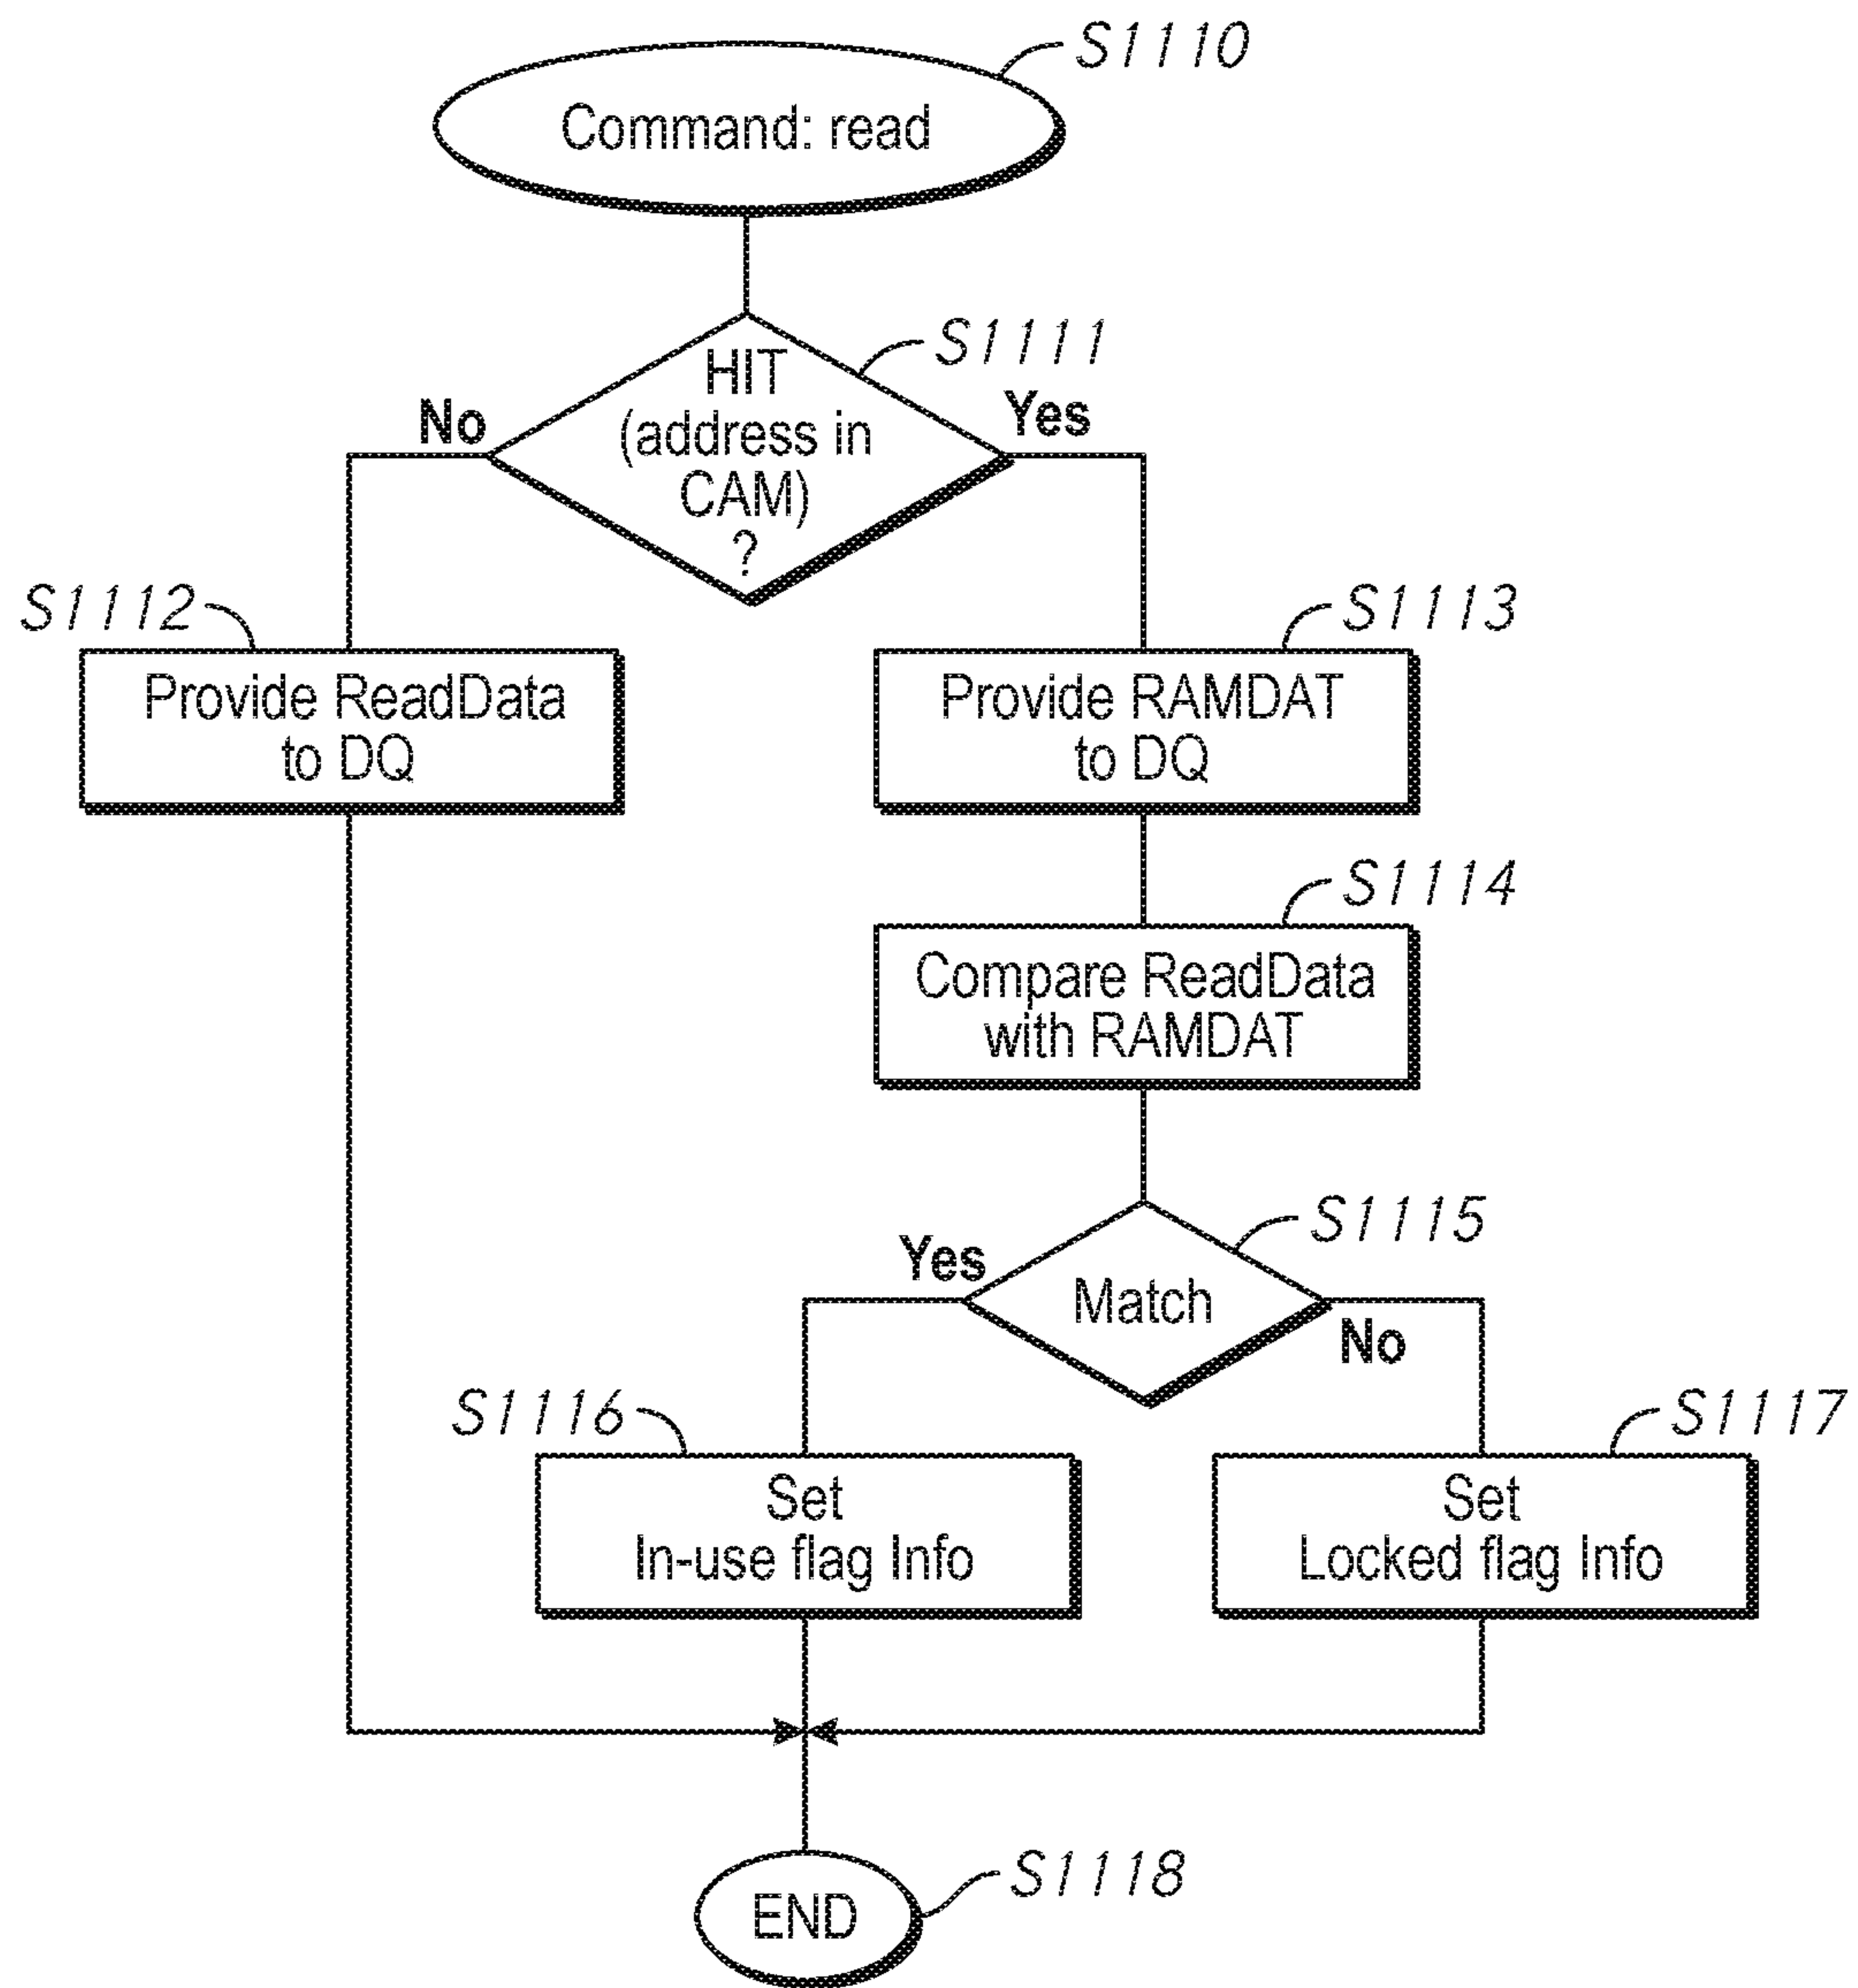 S1110
Command: read
S1111
HIT
(address in
CAM)
?
No
Yes
S1112
Provide ReadData
to DQ
S1113
Provide RAMDAT
to DQ
S1114
Compare ReadData
with RAMDAT
S1115
Match
Yes
No
S1116
Set
In-use flag Info
S1117
Set
Locked flag Info
END
S1118